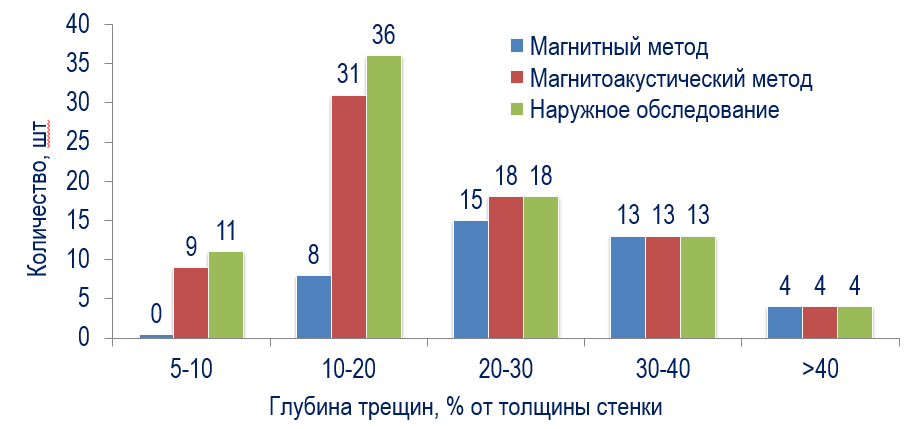 40
35
30
25
20
15
10
5
0
Количество, шт
Магнитный метод
Магнитоакустический метод
Наружное обследование
0 9 11
8 31 36
15 18 18
13 13 13
4 4 4
5-10 10-20 20-30 30-40 >40
Глубина трещин, % от толщины стенки